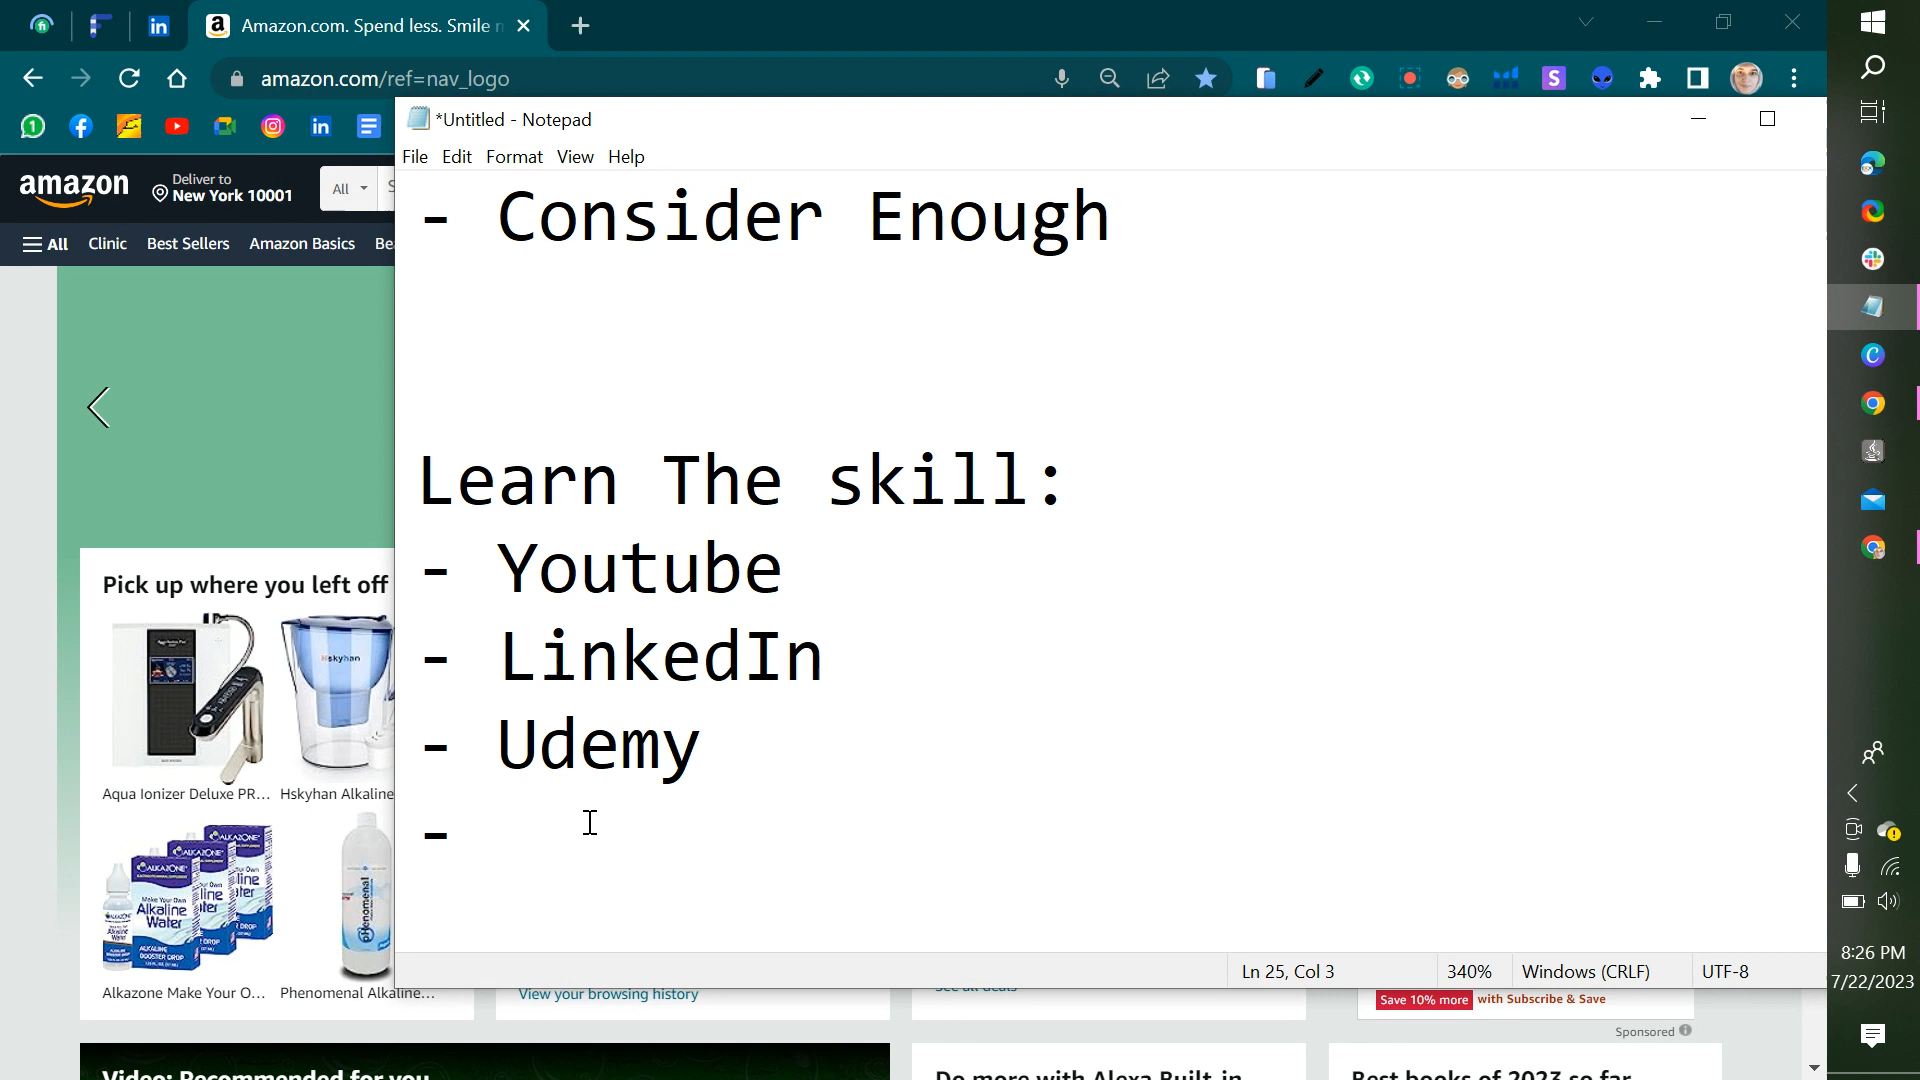 Amazon.com. Spend less. Smile
amazon.com/ref=nav_logo
*Untitled - Notepad
File Edit Format View Help
amazon
Deliver to
New York 10001
All
All Clinic Best Sellers Amazon Basics Be
- Consider Enough
Learn The skill:
- Youtube
- LinkedIn
- Udemy
-
Pick up where you left off
Aqua Ionizer Deluxe PR...
Hskyhan Alkaline
Alkazone Make Your O...
Phenomenal Alkaline...
Ln 25, Col 3
340%
Windows (CRLF)
UTF-8
View your browsing history
Save 10% more with Subscribe & Save
Sponsored
Video: Recommended for you
Do more with Alexa Built-in
Best books of 2023 so far
8:26 PM
7/22/2023